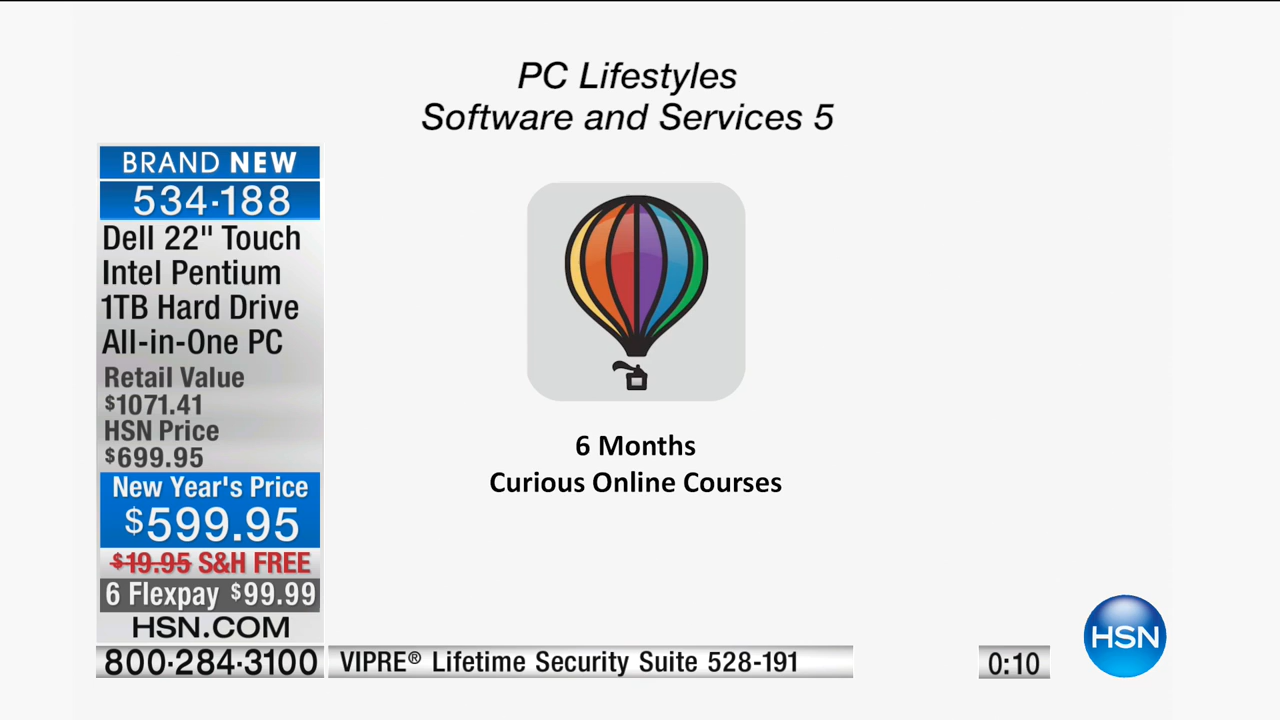 PC Lifestyles
Software and Services 5
BRAND NEW
534·188
Dell 22" Touch
Intel Pentium
1TB Hard Drive
All-in-One PC
Retail Value
$1071.41
HSN Price
$699.95
New Year's Price
$599.95
$19.95 S&H FREE
6 Flexpay $99.99
HSN.COM
800·284·3100
6 Months
Curious Online Courses
VIPRE® Lifetime Security Suite 528-191
0:10
HSN